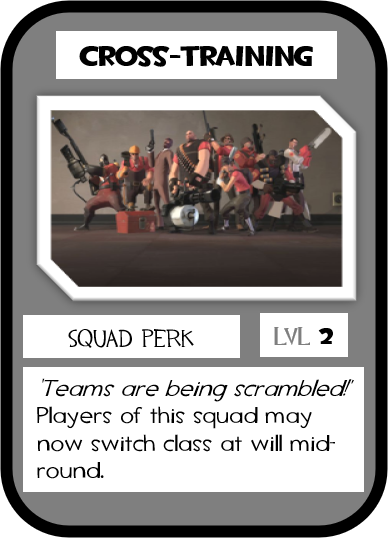 CROSS-TRAINING
SQUAD PERK
LVL 2
'Teams are being scrambled!'
Players of this squad may
now switch class at will mid-
round.